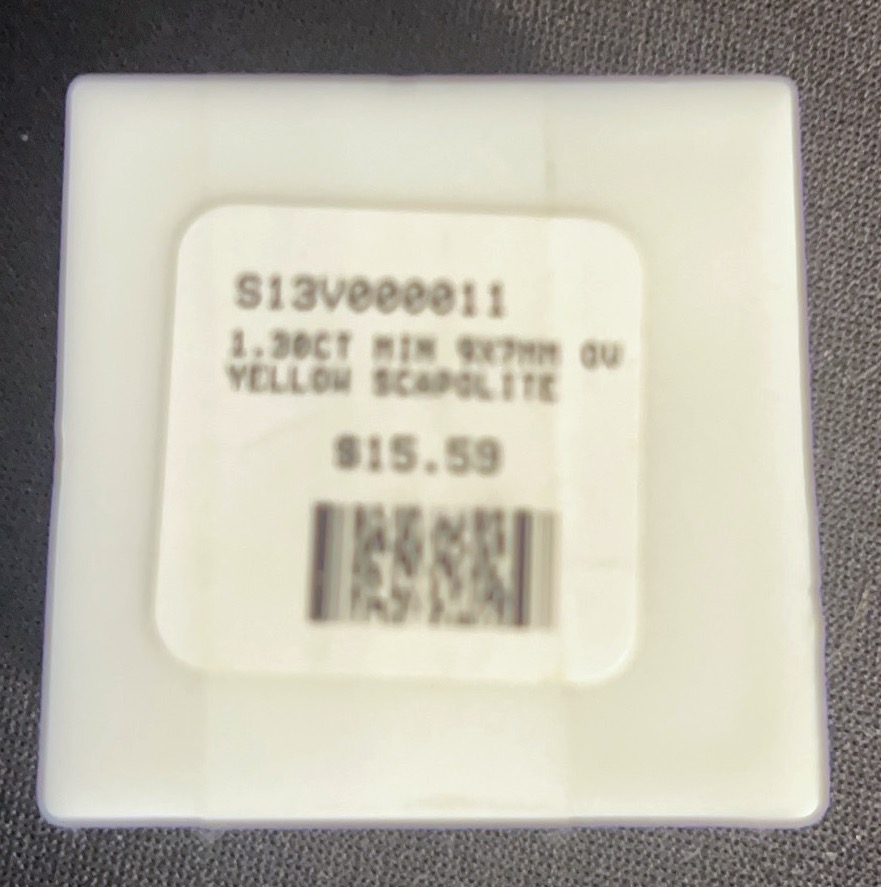 S13V000011
1.30CT MIN 9X7MM OV
YELLOW SCAPOLITE
$15.59